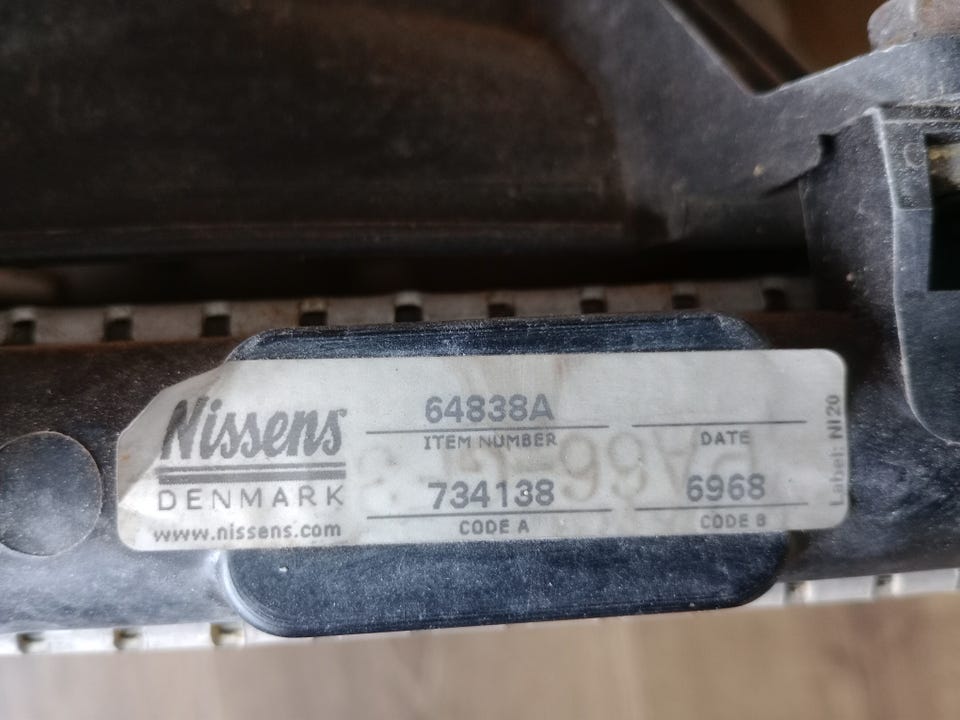 Nissens
DENMARK
www.nissens.com
64838A
ITEM NUMBER
734138
CODE A
DATE
6968
CODE B
Label: NI20